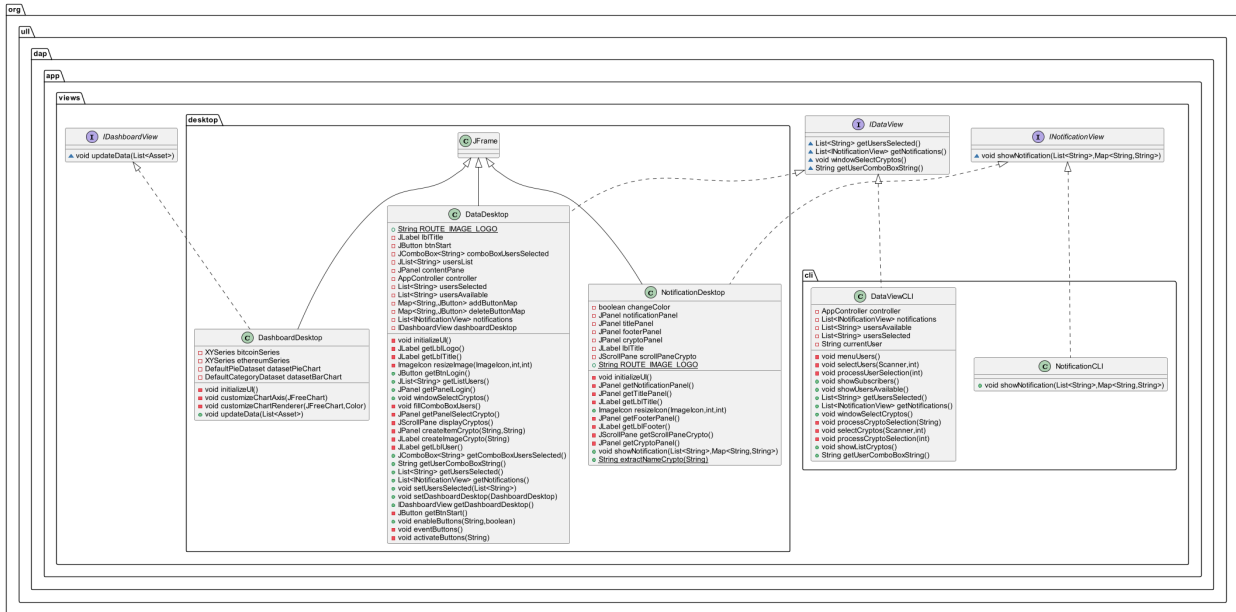 org
ull
dap
app
views
desktop
I IDashboardView
void updateData(List<Asset>)
C JFrame
I IDataView
List<String> getUsersSelected()
List<INotificationView> getNotifications()
void windowSelectCryptos()
String getUserComboBoxString()
I INotificationView
void showNotification(List<String>,Map<String,String>)
C DashboardDesktop
XYSeries bitcoinSeries
XYSeries ethereumSeries
DefaultPieDataset datasetPieChart
DefaultCategoryDataset datasetBarChart
void initializeUI()
void customizeChartAxis(JFreeChart)
void customizeChartRenderer(JFreeChart,Color)
void updateData(List<Asset>)
C DataDesktop
String ROUTE_IMAGE_LOGO
JLabel lblTitle
JButton btnStart
JComboBox<String> comboBoxUsersSelected
JList<String> usersList
JPanel contentPane
AppController controller
List<String> usersSelected
List<String> usersAvailable
Map<String,JButton> addButtonMap
Map<String,JButton> deleteButtonMap
List<INotificationView> notifications
IDashboardView dashboardDesktop
void initializeUI()
JLabel getLblLogo()
JLabel getLblTitle()
ImageIcon resizeImage(ImageIcon,int,int)
JButton getBtnLogin()
JList<String> getListUsers()
JPanel getPanelLogin()
void windowSelectCryptos()
void fillComboBoxUsers()
JPanel getPanelSelectCrypto()
JScrollPane displayCryptos()
JPanel createItemCrypto(String,String)
JLabel createImageCrypto(String)
JLabel getLblUser()
JComboBox<String> getComboBoxUsersSelected()
String getUserComboBoxString()
List<String> getUsersSelected()
List<INotificationView> getNotifications()
void setUsersSelected(List<String>)
void setDashboardDesktop(DashboardDesktop)
IDashboardView getDashboardDesktop()
JButton getBtnStart()
void enableButtons(String,boolean)
void eventButtons()
void activateButtons(String)
C NotificationDesktop
boolean changeColor
JPanel notificationPanel
JPanel titlePanel
JPanel footerPanel
JPanel cryptoPanel
JLabel lblTitle
JScrollPane scrollPaneCrypto
String ROUTE_IMAGE_LOGO
void initializeUI()
JPanel getNotificationPanel()
JPanel getTitlePanel()
JLabel getLblTitle()
ImageIcon resizeIcon(ImageIcon,int,int)
JPanel getFooterPanel()
JLabel getLblFooter()
JScrollPane getScrollPaneCrypto()
JPanel getCryptoPanel()
void showNotification(List<String>,Map<String,String>)
String extractNameCrypto(String)
cli
C DataViewCLI
AppController controller
List<INotificationView> notifications
List<String> usersAvailable
List<String> usersSelected
String currentUser
void menuUsers()
void selectUsers(Scanner,int)
void processUserSelection(int)
void showSubscribers()
void showUsersAvailable()
List<String> getUsersSelected()
List<INotificationView> getNotifications()
void windowSelectCryptos()
void processCryptoSelection(String)
void selectCryptos(Scanner,int)
void processCryptoSelection(int)
void showListCryptos()
String getUserComboBoxString()
C NotificationCLI
void showNotification(List<String>,Map<String,String>)